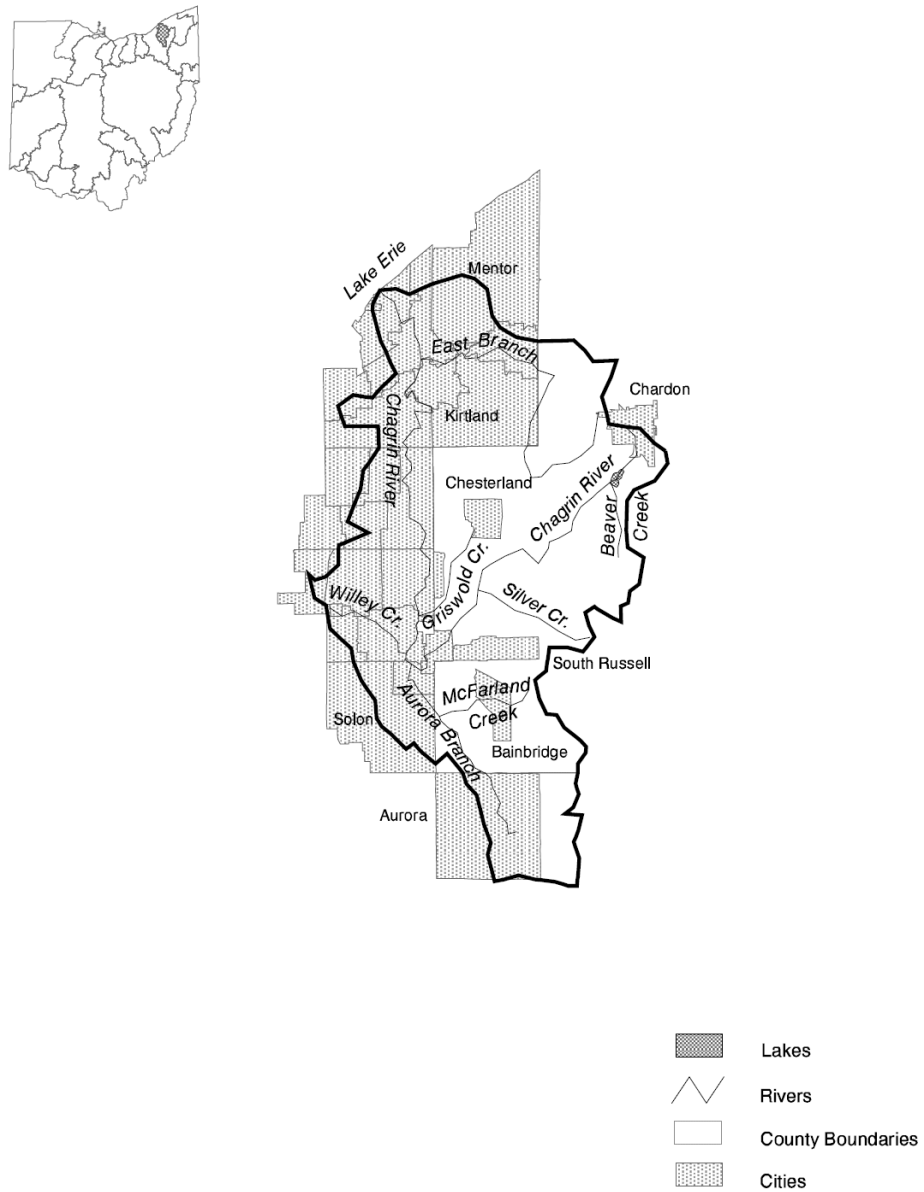 Lake Erie
Mentor
East Branch
Chardon
Kirtland
Chagrin River
Chesterland
Chagrin River
Beaver
Creek
Griswold Cr.
Willey Cr.
Silver Cr.
South Russell
McFarland
Creek
Aurora Branch
Solon
Bainbridge
Aurora
Lakes
Rivers
County Boundaries
Cities